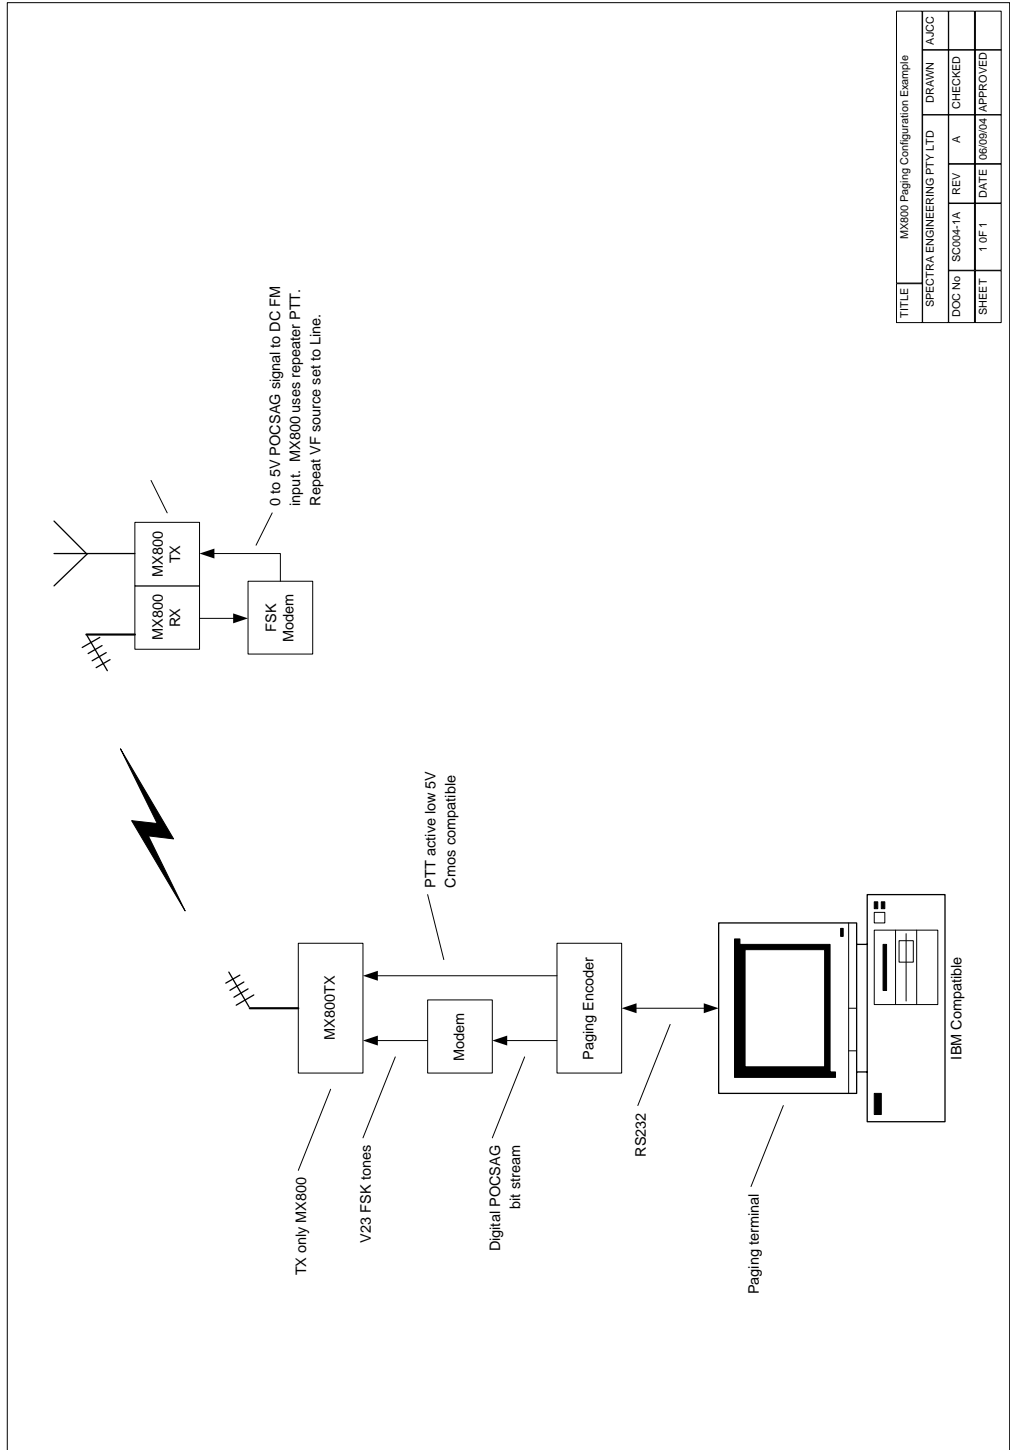 MX800
RX
MX800
TX
FSK
Modem
0 to 5V POCSAG signal to DC FM
input. MX800 uses repeater PTT.
Repeat VF source set to Line.
TX only MX800
MX800TX
V23 FSK tones
Modem
PTT active low 5V
Cmos compatible
Digital POCSAG
bit stream
Paging Encoder
RS232
Paging terminal
IBM Compatible
TITLE MX800 Paging Configuration Example
SPECTRA ENGINEERING PTY LTD DRAWN AJCC
DOC No SC004-1A REV A CHECKED
SHEET 1 0F 1 DATE 06/09/04 APPROVED